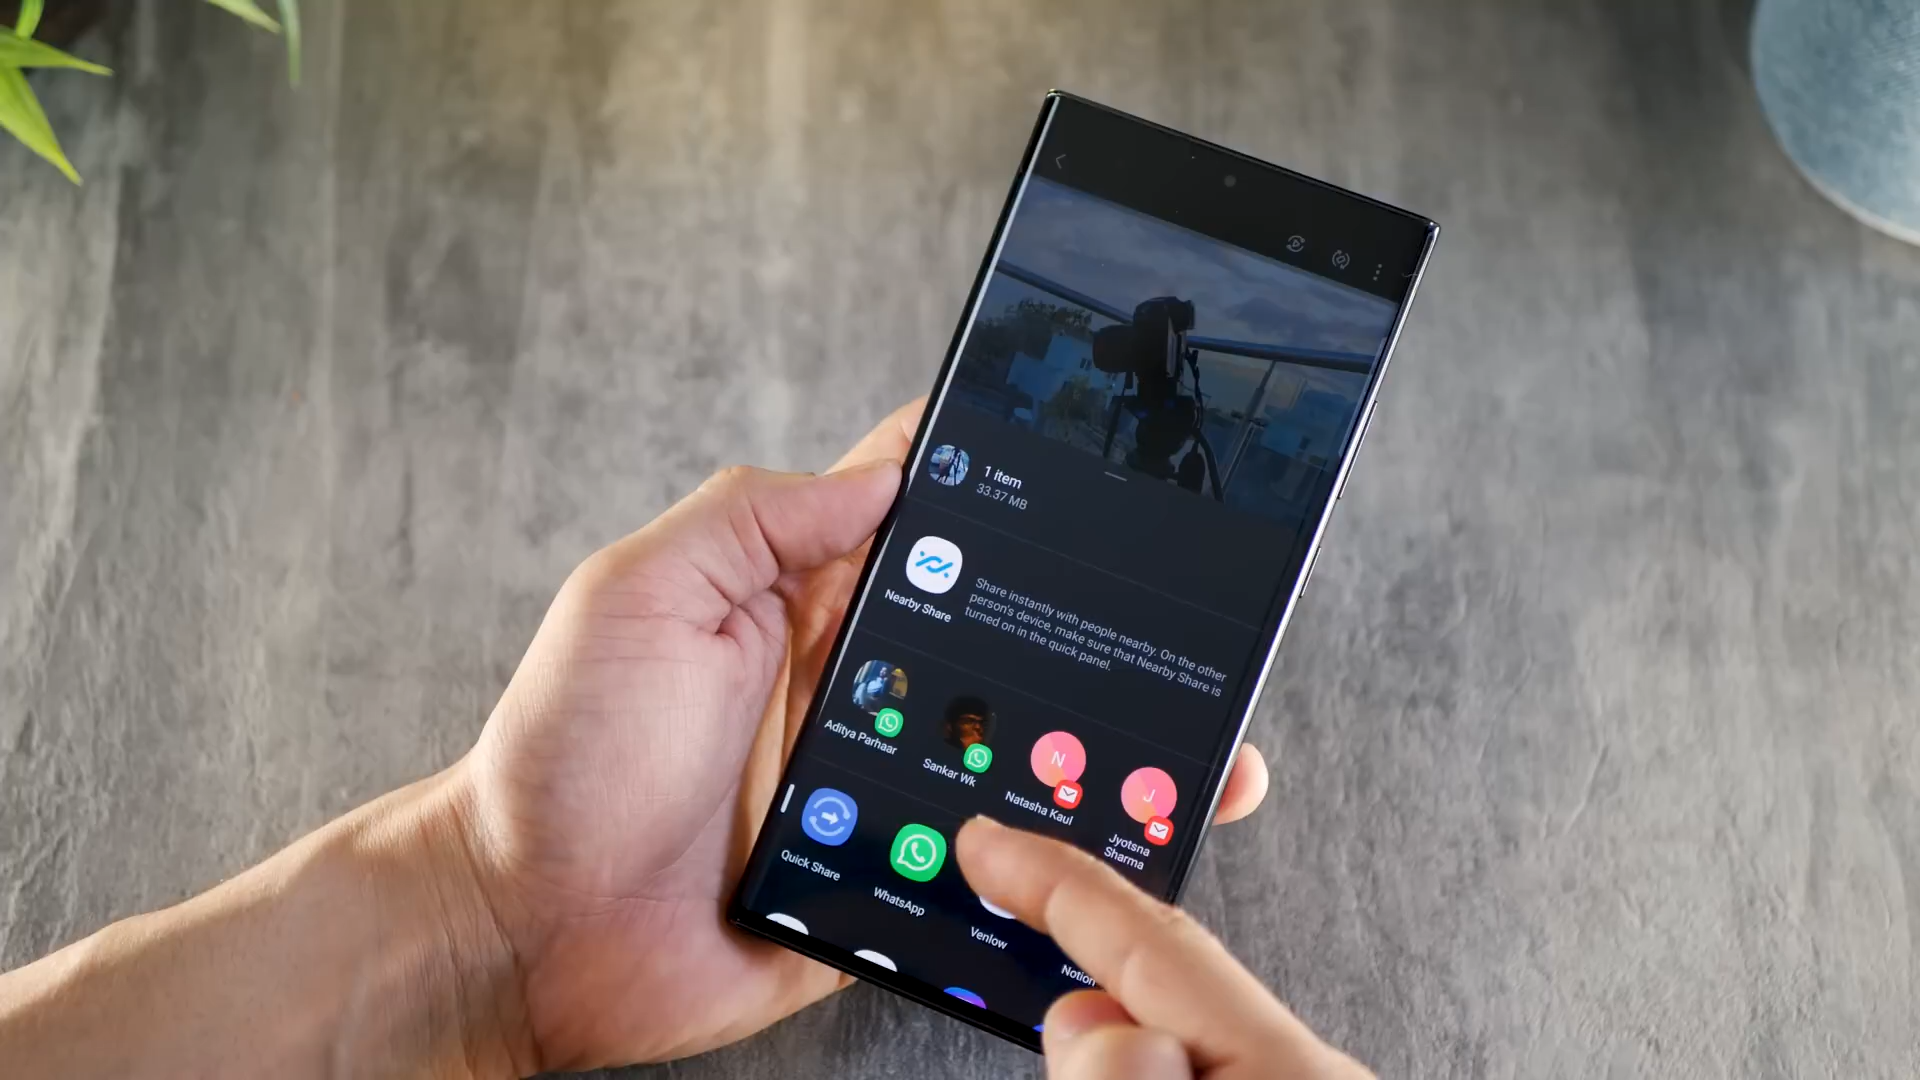 1 item
33.37 MB
Nearby Share
Share instantly with people nearby. On the other
person's device, make sure that Nearby Share is
turned on in the quick panel.
Aditya Parhaar
Sankar Wk
N
Natasha Kaul
J
Jyotsna
Sharma
Quick Share
WhatsApp
Venlow
Notion